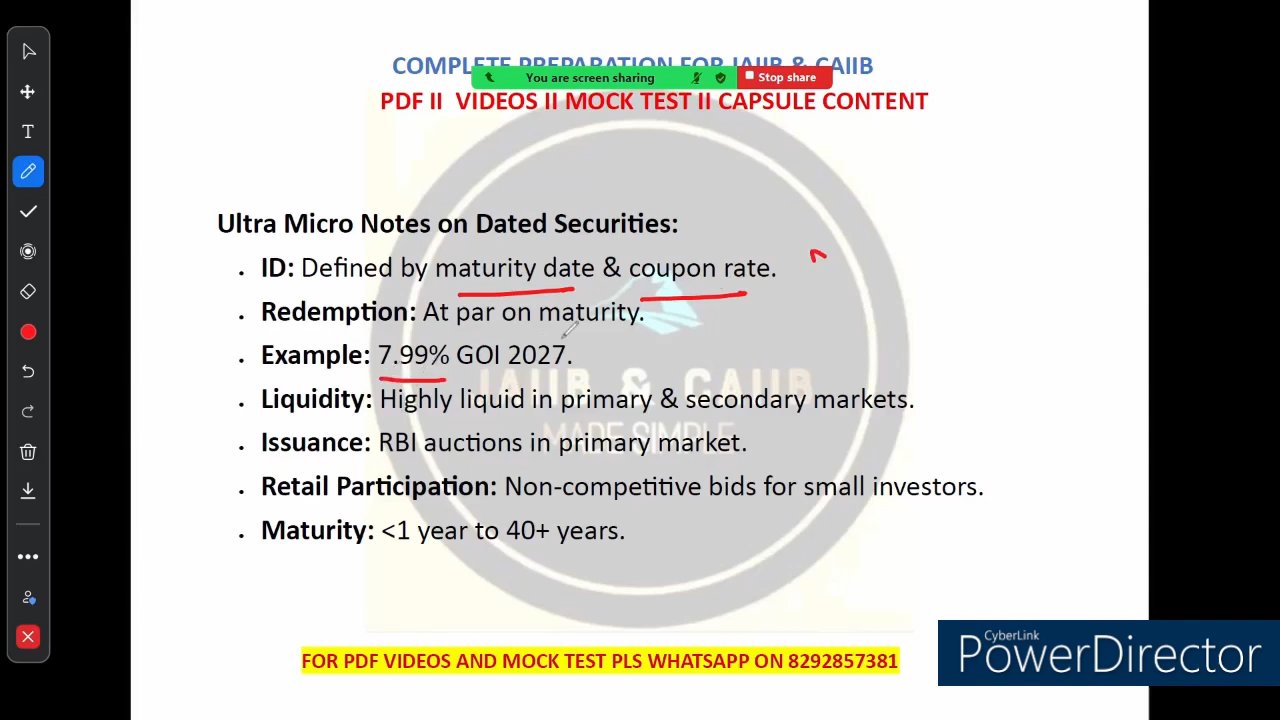 COMPLETE PREPARATION FOR JAIIB & CAIIB
You are screen sharing
Stop share
PDF II VIDEOS II MOCK TEST II CAPSULE CONTENT
Ultra Micro Notes on Dated Securities:
• ID: Defined by maturity date & coupon rate.
• Redemption: At par on maturity.
• Example: 7.99% GOI 2027.
JAIIB & CAIIB
• Liquidity: Highly liquid in primary & secondary markets.
MADE SIMPLE
• Issuance: RBI auctions in primary market.
• Retail Participation: Non-competitive bids for small investors.
• Maturity: <1 year to 40+ years.
FOR PDF VIDEOS AND MOCK TEST PLS WHATSAPP ON 8292857381
CyberLink
PowerDirector
T